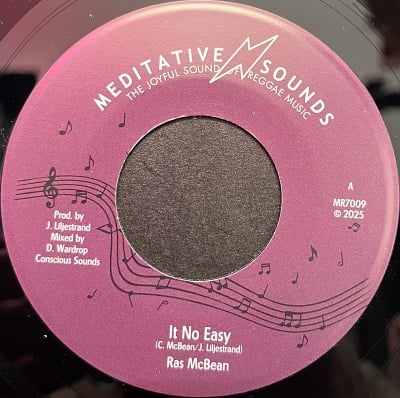 MEDITATIVE SOUNDS
THE JOYFUL SOUND OF REGGAE MUSIC
A
MR7009
© 2025
Prod. by
J. Liljestrand
Mixed by
D. Wardrop
Conscious Sounds
It No Easy
(C. McBean/J. Liljestrand)
Ras McBean